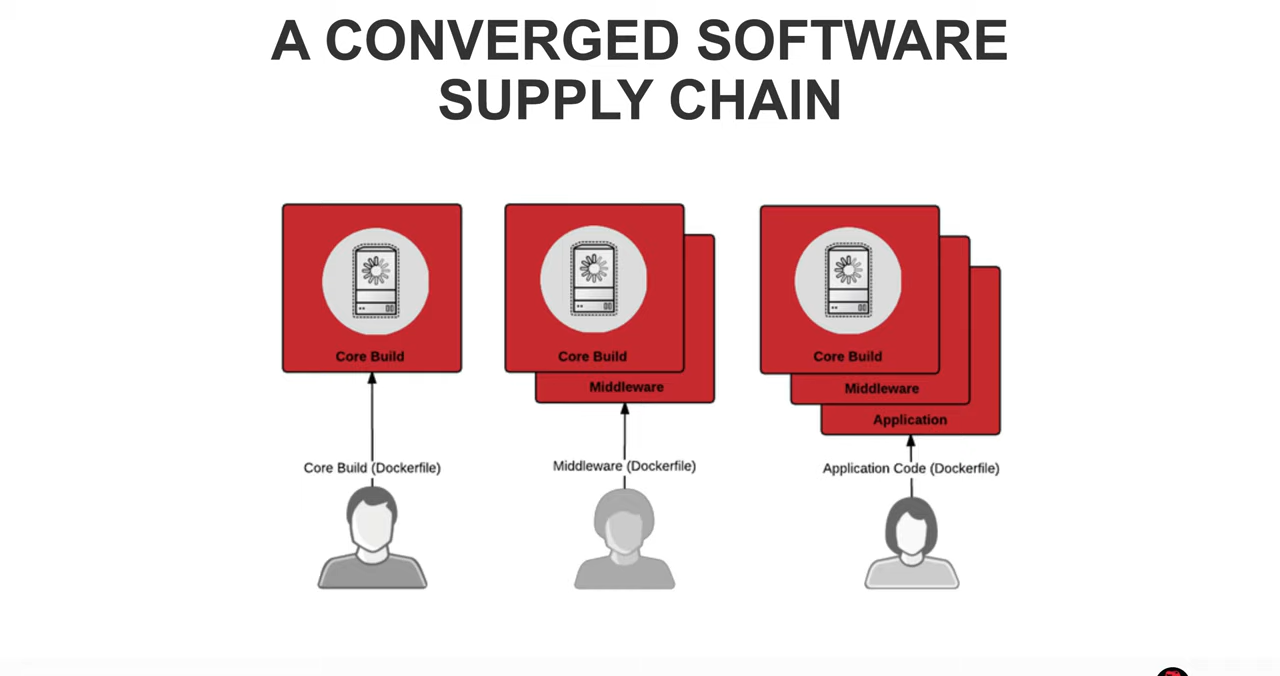 A CONVERGED SOFTWARE
SUPPLY CHAIN
Core Build
Core Build
Middleware
Core Build
Middleware
Application
Core Build (Dockerfile)
Middleware (Dockerfile)
Application Code (Dockerfile)